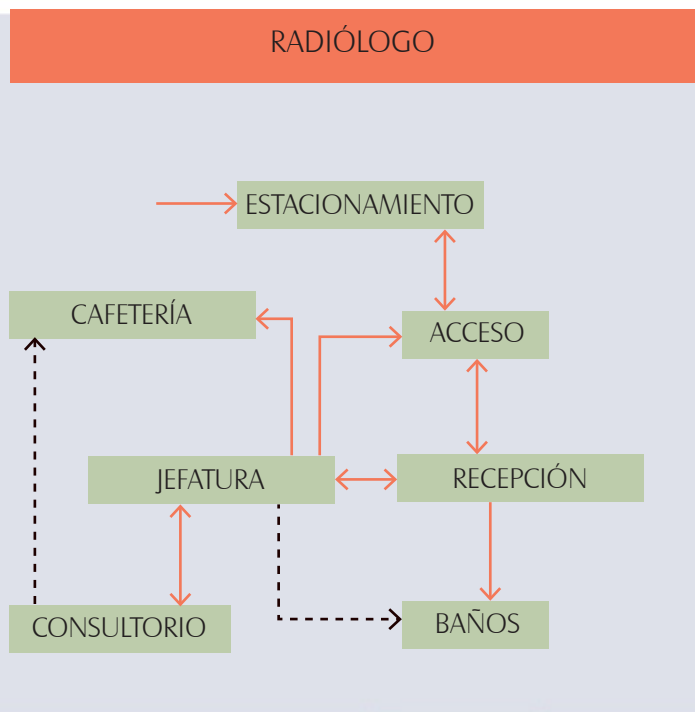 RADIÓLOGO
ESTACIONAMIENTO
CAFETERÍA
ACCESO
JEFATURA
RECEPCIÓN
CONSULTORIO
BAÑOS